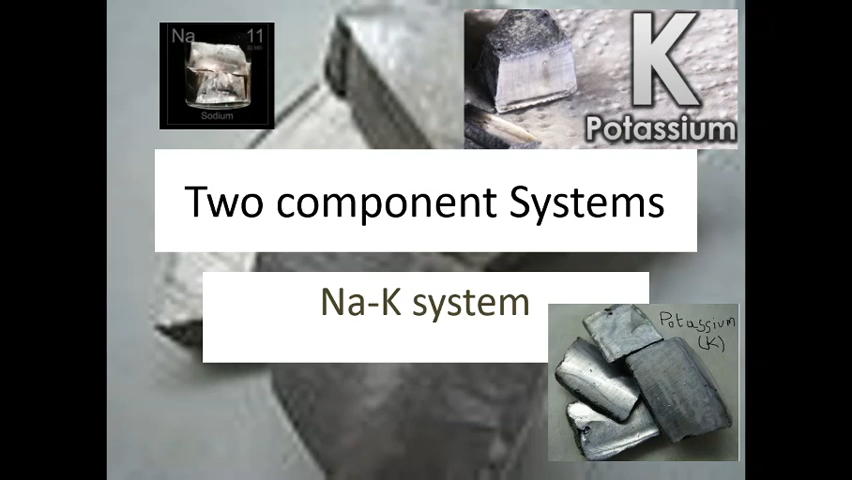 Na 11
Sodium
K
Potassium
Two component Systems
Na-K system
Potassium
(K)